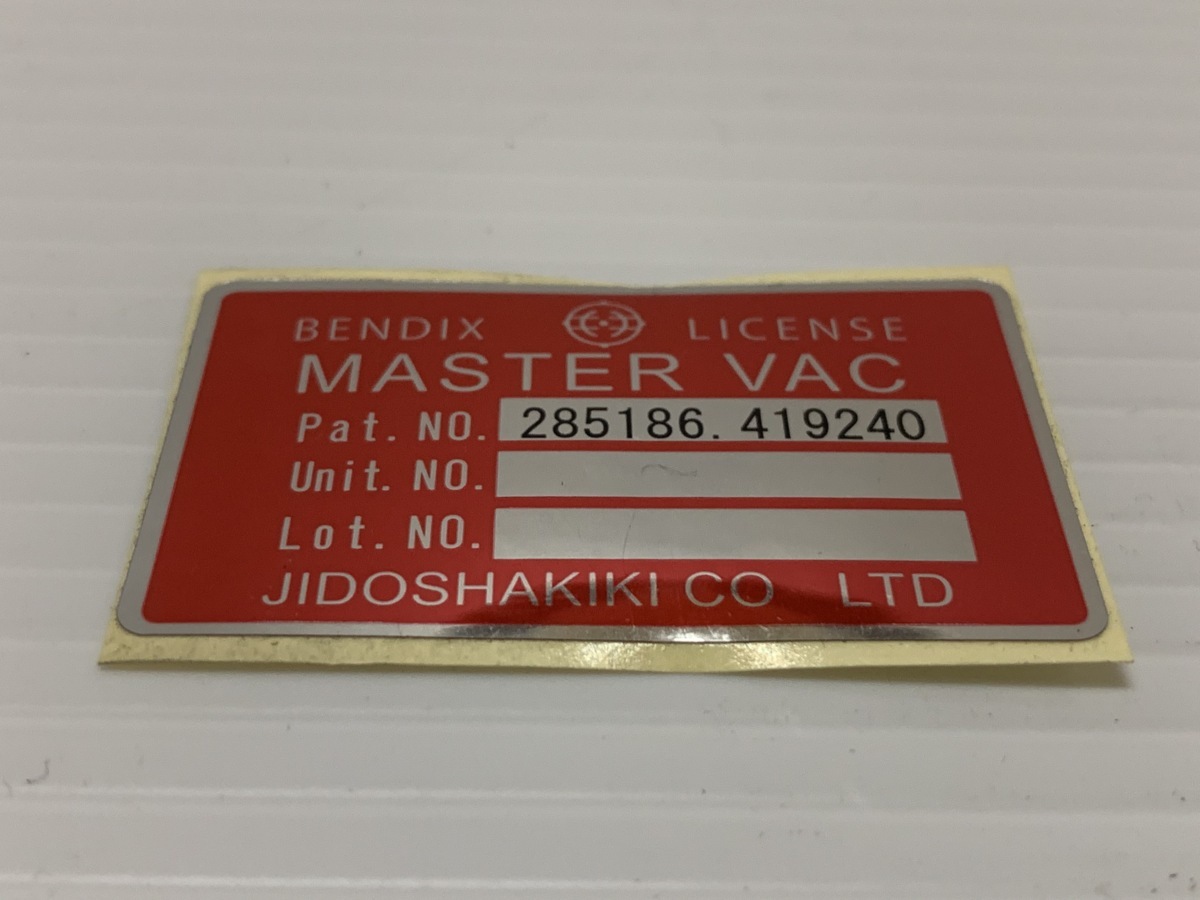 BENDIX LICENSE
MASTER VAC
Pat. NO. 285186. 419240
Unit. NO.
Lot. NO.
JIDOSHAKIKI CO LTD